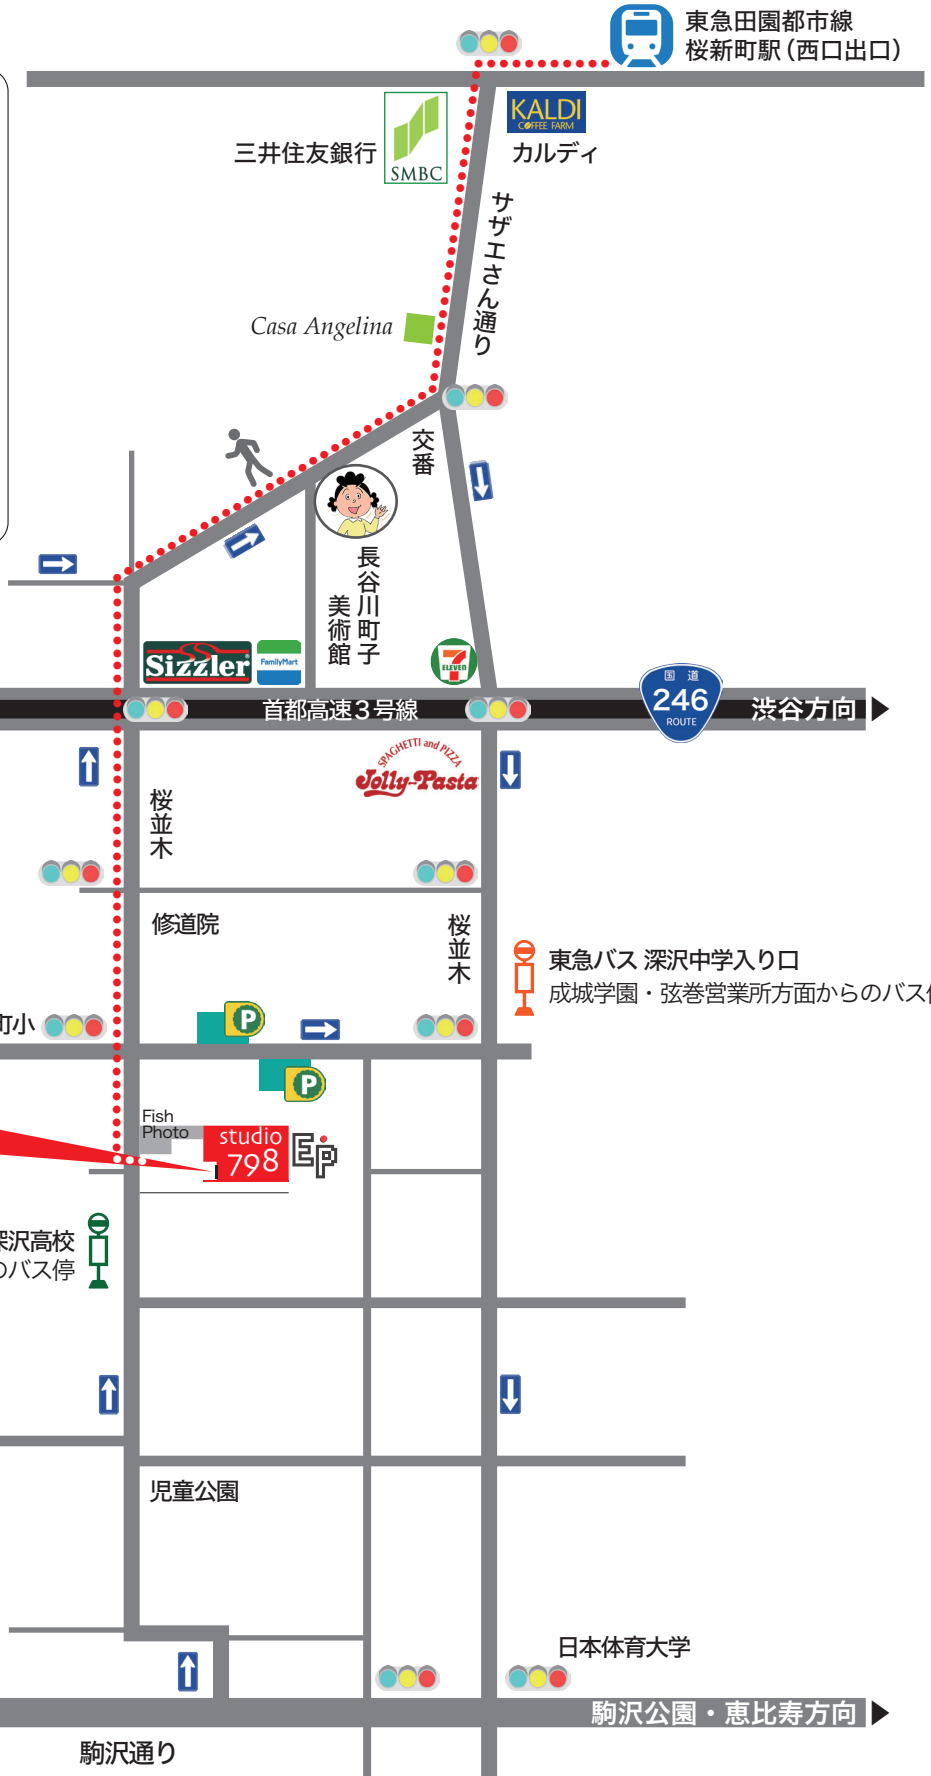 東急田園都市線
桜新町駅（西口出口）
KALDI
COFFEE FARM
カルディ
三井住友銀行
SMBC
サザエさん通り
Casa Angelina
交番
長谷川町子
美術館
Sizzler
FamilyMart
7
ELEVEN
首都高速3号線
国道
246
ROUTE
渋谷方向
SPAGHETTI and PIZZA
Jolly-Pasta
桜並木
修道院
桜並木
東急バス 深沢中学入り口
成城学園・弦巻営業所方面からのバス
町小
P
P
Fish
Photo
studio
798
Ep
深沢高校
のバス停
児童公園
日本体育大学
駒沢公園・恵比寿方向
駒沢通り